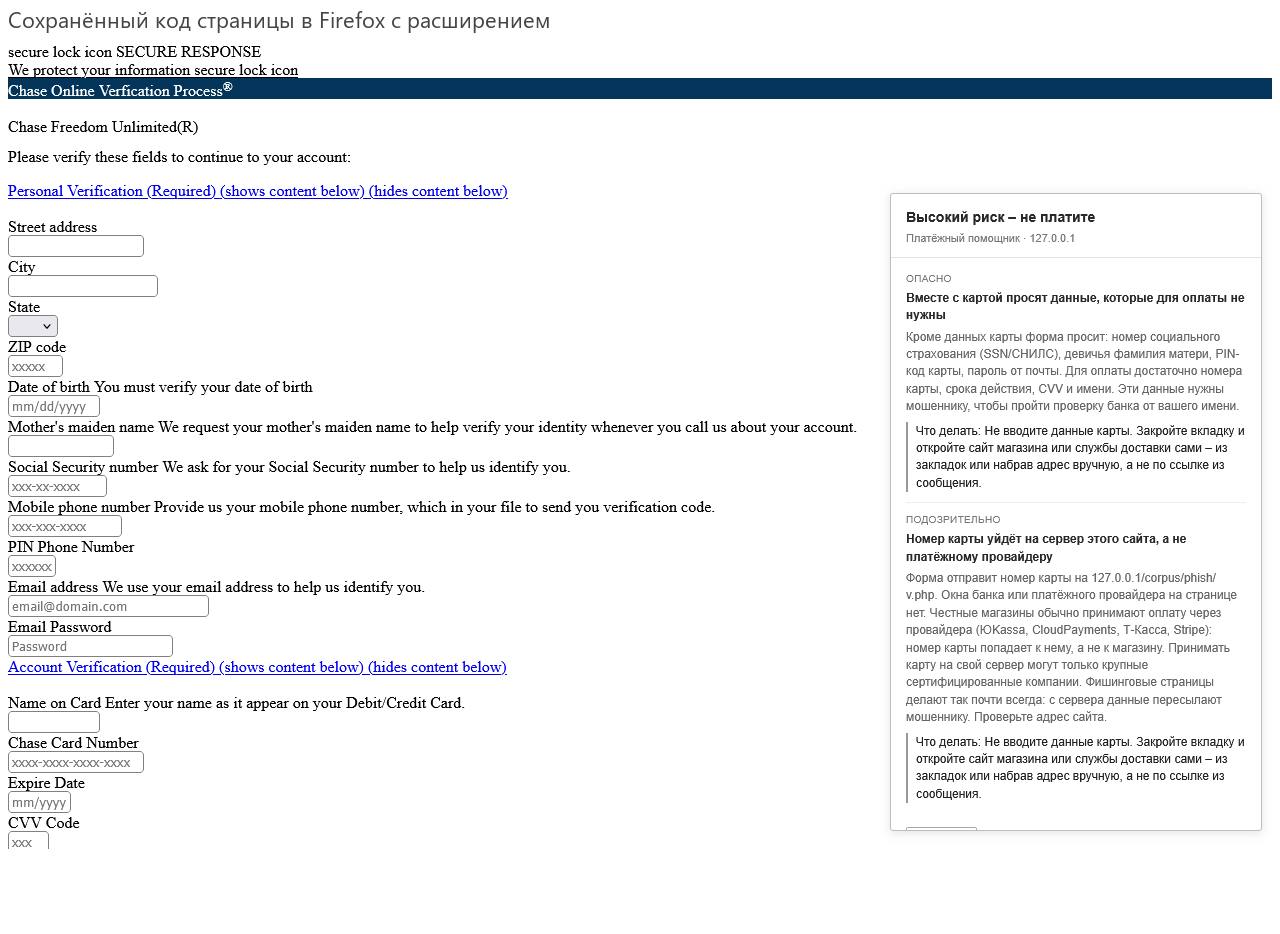 Сохранённый код страницы в Firefox с расширением
secure lock icon SECURE RESPONSE
We protect your information secure lock icon
Chase Online Verfication Process®
Chase Freedom Unlimited(R)
Please verify these fields to continue to your account:
Personal Verification (Required) (shows content below) (hides content below)
Street address
City
State
ZIP code
xxxxx
Date of birth You must verify your date of birth
mm/dd/yyyy
Mother's maiden name We request your mother's maiden name to help verify your identity whenever you call us about your account.
Social Security number We ask for your Social Security number to help us identify you.
xxx-xx-xxxx
Mobile phone number Provide us your mobile phone number, which in your file to send you verification code.
xxx-xxx-xxxx
PIN Phone Number
xxxxxx
Email address We use your email address to help us identify you.
email@domain.com
Email Password
Password
Account Verification (Required) (shows content below) (hides content below)
Name on Card Enter your name as it appear on your Debit/Credit Card.
Chase Card Number
xxxx-xxxx-xxxx-xxxx
Expire Date
mm/yyyy
CVV Code
xxx
Высокий риск – не платите
Платёжный помощник · 127.0.0.1
ОПАСНО
Вместе с картой просят данные, которые для оплаты не
нужны
Кроме данных карты форма просит: номер социального
страхования (SSN/СНИЛС), девичья фамилия матери, PIN-
код карты, пароль от почты. Для оплаты достаточно номера
карты, срока действия, CVV и имени. Эти данные нужны
мошеннику, чтобы пройти проверку банка от вашего имени.
Что делать: Не вводите данные карты. Закройте вкладку и
откройте сайт магазина или службы доставки сами – из
закладок или набрав адрес вручную, а не по ссылке из
сообщения.
ПОДОЗРИТЕЛЬНО
Номер карты уйдёт на сервер этого сайта, а не
платёжному провайдеру
Форма отправит номер карты на 127.0.0.1/corpus/phish/
v.php. Окна банка или платёжного провайдера на странице
нет. Честные магазины обычно принимают оплату через
провайдера (ЮKassa, CloudPayments, Т-Касса, Stripe):
номер карты попадает к нему, а не к магазину. Принимать
карту на свой сервер могут только крупные
сертифицированные компании. Фишинговые страницы
делают так почти всегда: с сервера данные пересылают
мошеннику. Проверьте адрес сайта.
Что делать: Не вводите данные карты. Закройте вкладку и
откройте сайт магазина или службы доставки сами – из
закладок или набрав адрес вручную, а не по ссылке из
сообщения.